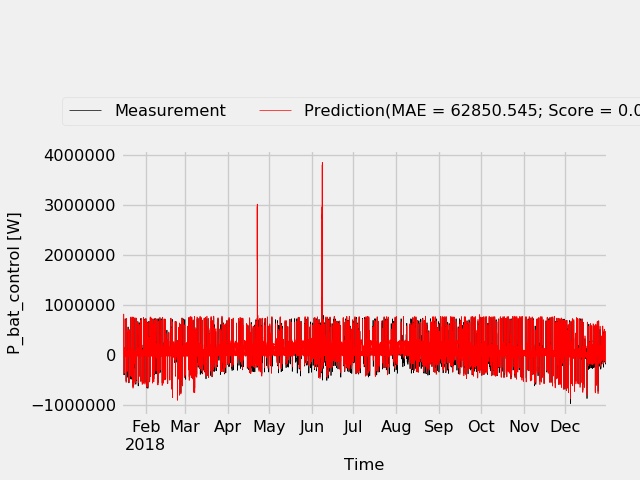 Measurement Prediction(MAE = 62850.545; Score = 0.0
4000000
3000000
2000000
1000000
0
−1000000
P_bat_control [W]
Feb Mar Apr May Jun Jul Aug Sep Oct Nov Dec
2018
Time